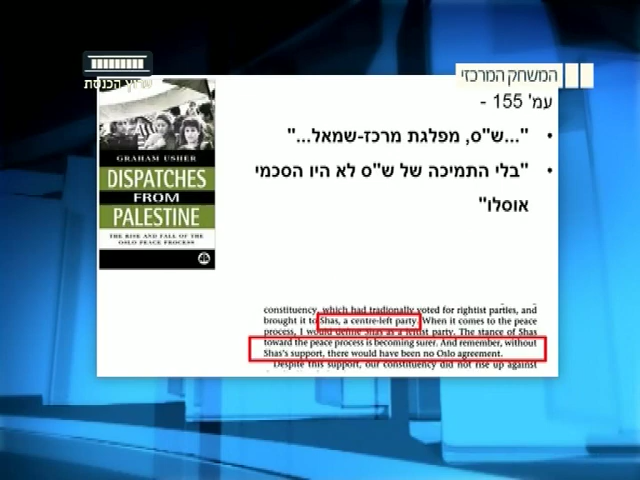 ערוץ הכנסת
המשחק המרכזי
עמ' 155 -
• "...ש"ס, מפלגת מרכז-שמאל..."
• "בלי התמיכה של ש"ס לא היו הסכמי
אוסלו"
GRAHAM USHER
DISPATCHES
FROM
PALESTINE
THE RISE AND FALL OF THE
OSLO PEACE PROCESS
constituency, which had tradionally voted for rightist parties, and
brought it to Shas, a centre-left party. When it comes to the peace
process, I would define Shas as a leftist party. The stance of Shas
toward the peace process is becoming surer. And remember, without
Shas's support, there would have been no Oslo agreement.
Despite this support, our constituency did not rise up against